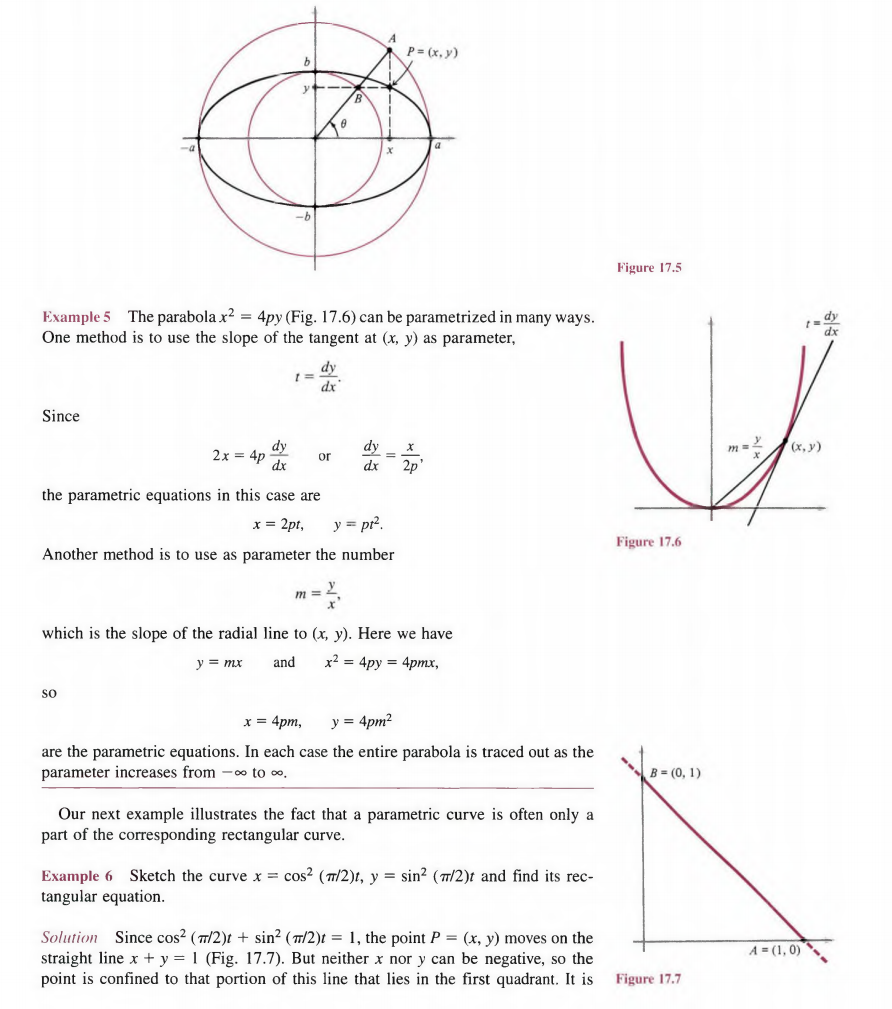 A
P = (x, y)
b
y
B
θ
−a
x
a
−b
Figure 17.5
Example 5 The parabola x² = 4py (Fig. 17.6) can be parametrized in many ways.
One method is to use the slope of the tangent at (x, y) as parameter,
t = dy/dx.
Since
2x = 4p dy/dx or dy/dx = x/2p,
the parametric equations in this case are
x = 2pt, y = pt².
Another method is to use as parameter the number
m = y/x,
which is the slope of the radial line to (x, y). Here we have
y = mx and x² = 4py = 4pmx,
so
x = 4pm, y = 4pm²
are the parametric equations. In each case the entire parabola is traced out as the
parameter increases from −∞ to ∞.
t = dy/dx
m = y/x
(x, y)
Figure 17.6
Our next example illustrates the fact that a parametric curve is often only a
part of the corresponding rectangular curve.
Example 6 Sketch the curve x = cos² (π/2)t, y = sin² (π/2)t and find its rec-
tangular equation.
Solution Since cos² (π/2)t + sin² (π/2)t = 1, the point P = (x, y) moves on the
straight line x + y = 1 (Fig. 17.7). But neither x nor y can be negative, so the
point is confined to that portion of this line that lies in the first quadrant. It is
B = (0, 1)
A = (1, 0)
Figure 17.7